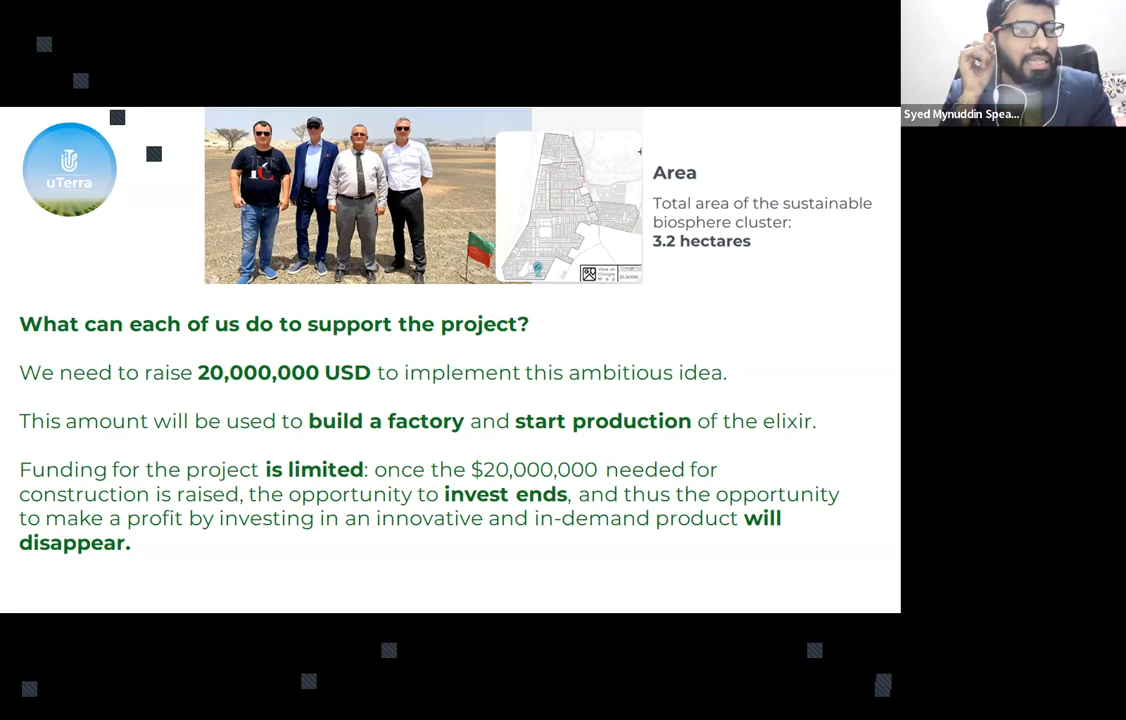 Syed Mynuddin Spea...
uTerra
Area
Total area of the sustainable
biosphere cluster:
3.2 hectares
View on
Google
What can each of us do to support the project?
We need to raise 20,000,000 USD to implement this ambitious idea.
This amount will be used to build a factory and start production of the elixir.
Funding for the project is limited: once the $20,000,000 needed for
construction is raised, the opportunity to invest ends, and thus the opportunity
to make a profit by investing in an innovative and in-demand product will
disappear.